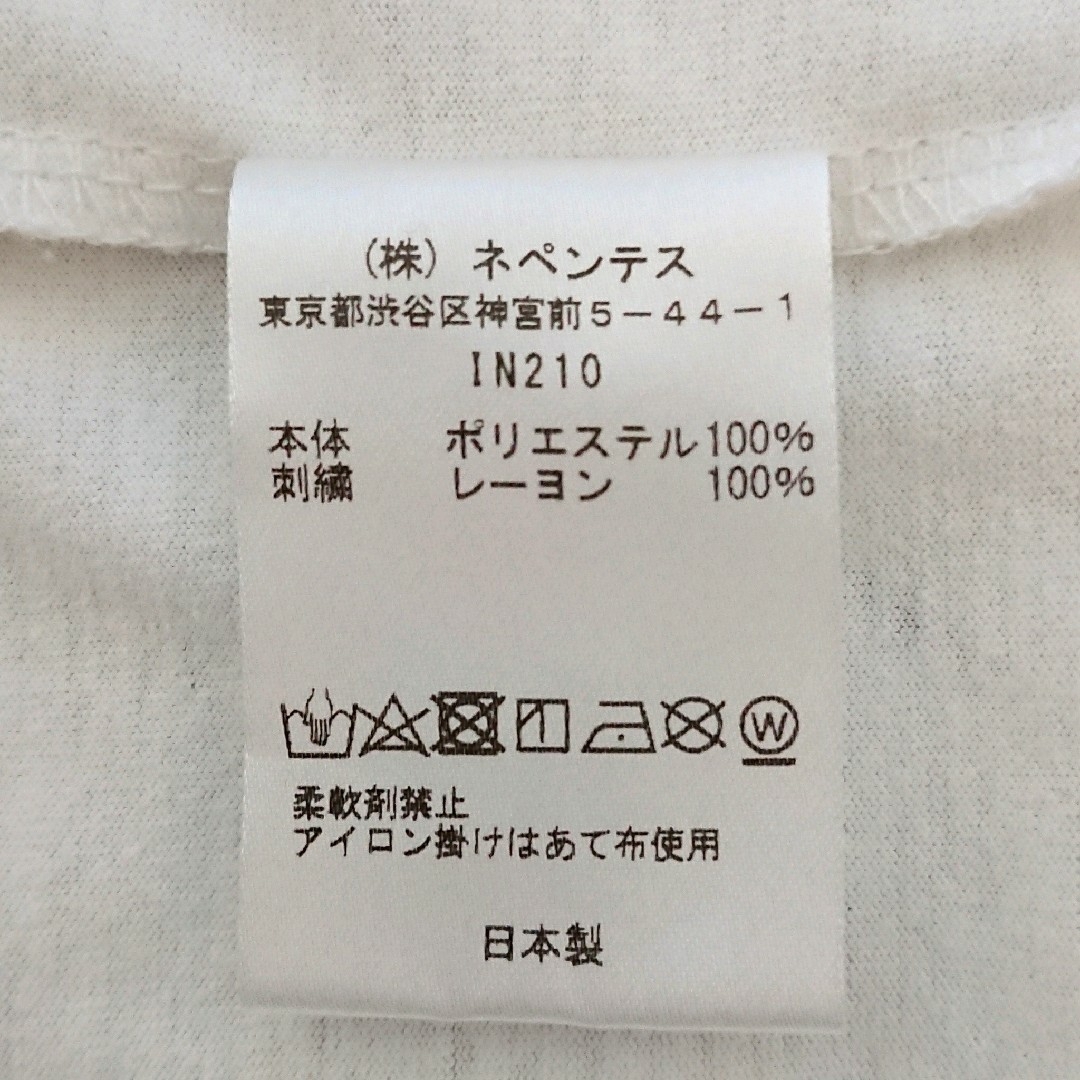 (株) ネペンテス
東京都渋谷区神宮前5-44-1
IN210
本体 ポリエステル100%
刺繍 レーヨン 100%
W
柔軟剤禁止
アイロン掛けはあて布使用
日本製